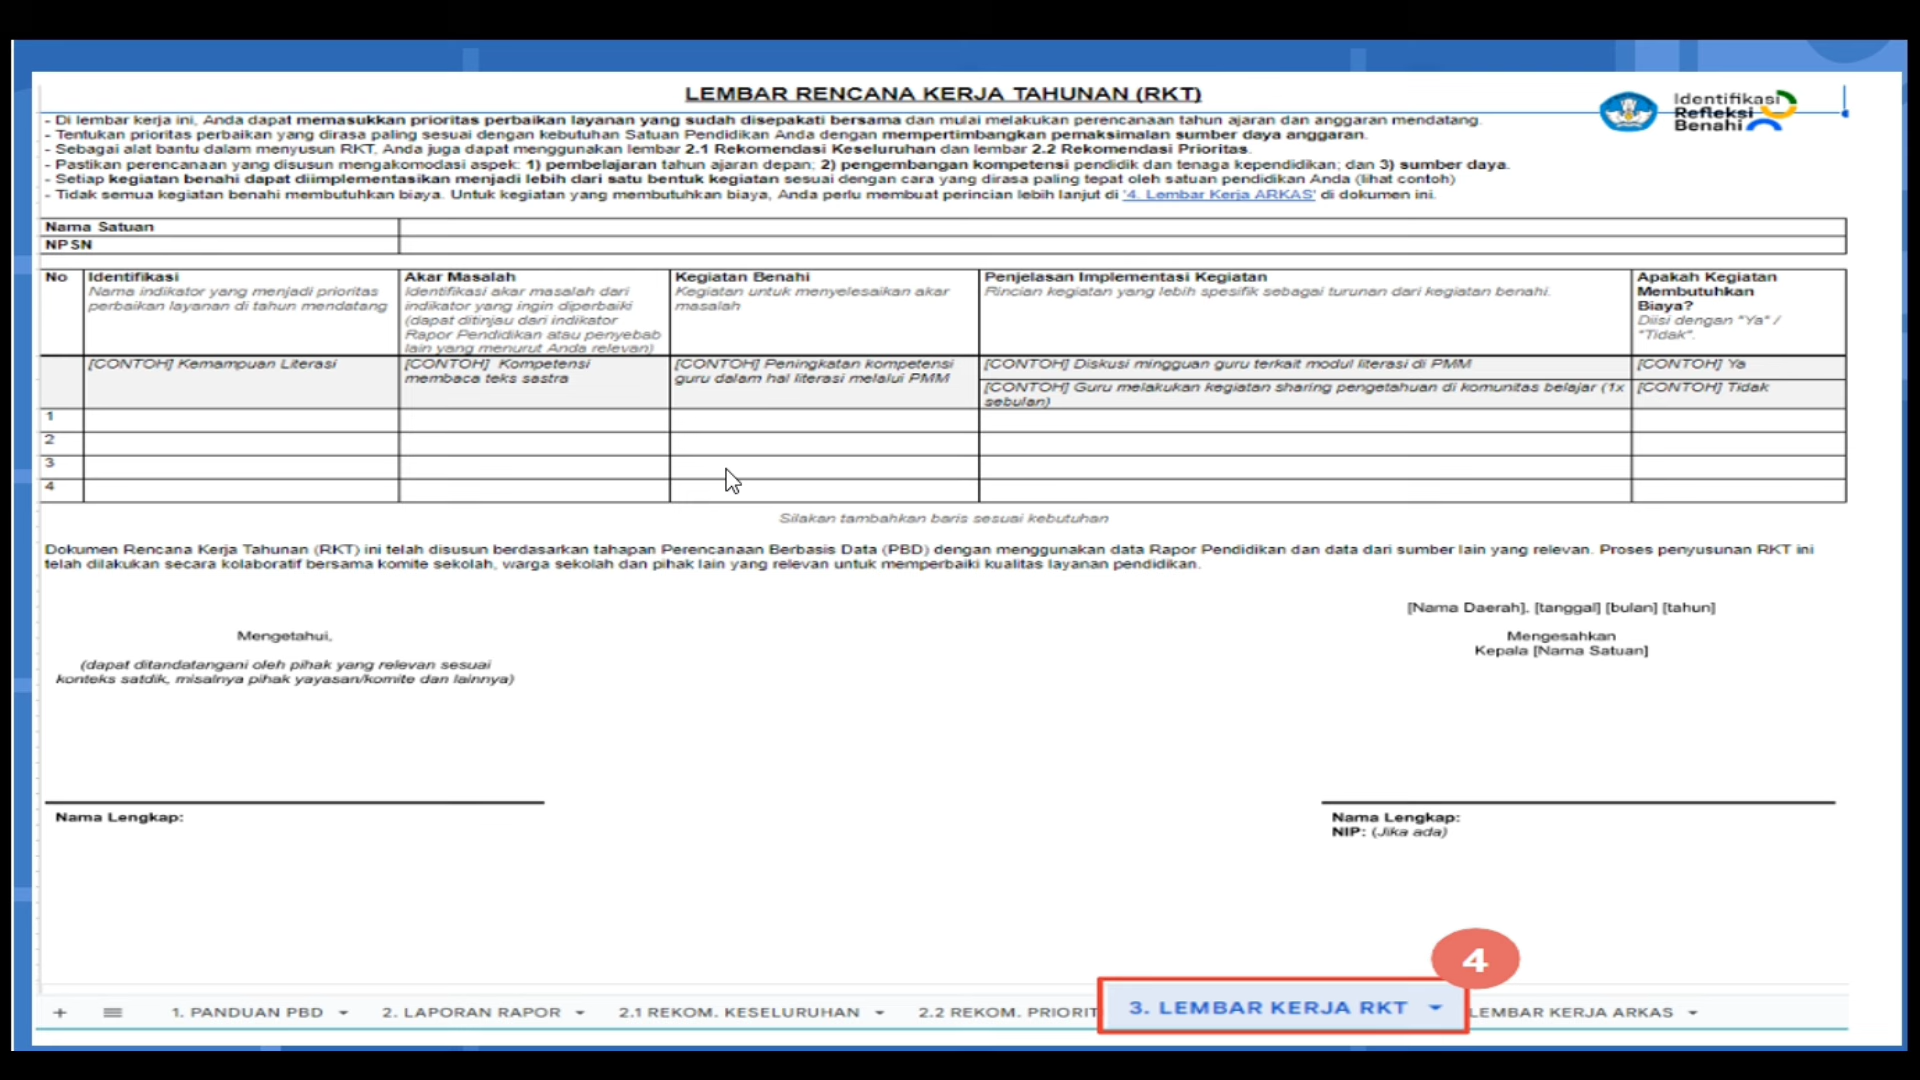 LEMBAR RENCANA KERJA TAHUNAN (RKT)
Identifikasi
Refleksi
Benahi
- Di lembar kerja ini, Anda dapat memasukkan prioritas perbaikan layanan yang sudah disepakati bersama dan mulai melakukan perencanaan tahun ajaran dan anggaran mendatang.
- Tentukan prioritas perbaikan yang dirasa paling sesuai dengan kebutuhan Satuan Pendidikan Anda dengan mempertimbangkan pemaksimalan sumber daya anggaran.
- Sebagai alat bantu dalam menyusun RKT, Anda juga dapat menggunakan lembar 2.1 Rekomendasi Keseluruhan dan lembar 2.2 Rekomendasi Prioritas.
- Pastikan perencanaan yang disusun mengakomodasi aspek: 1) pembelajaran tahun ajaran depan; 2) pengembangan kompetensi pendidik dan tenaga kependidikan; dan 3) sumber daya.
- Setiap kegiatan benahi dapat diimplementasikan menjadi lebih dari satu bentuk kegiatan sesuai dengan cara yang dirasa paling tepat oleh satuan pendidikan Anda (lihat contoh)
- Tidak semua kegiatan benahi membutuhkan biaya. Untuk kegiatan yang membutuhkan biaya, Anda perlu membuat perincian lebih lanjut di '4. Lembar Kerja ARKAS' di dokumen ini.
Nama Satuan
NPSN
No
Identifikasi
Nama indikator yang menjadi prioritas
perbaikan layanan di tahun mendatang
Akar Masalah
Identifikasi akar masalah dari
indikator yang ingin diperbaiki
(dapat ditinjau dari indikator
Rapor Pendidikan atau penyebab
lain yang menurut Anda relevan)
Kegiatan Benahi
Kegiatan untuk menyelesaikan akar
masalah
Penjelasan Implementasi Kegiatan
Rincian kegiatan yang lebih spesifik sebagai turunan dari kegiatan benahi.
Apakah Kegiatan
Membutuhkan
Biaya?
Diisi dengan "Ya" /
"Tidak".
[CONTOH] Kemampuan Literasi
[CONTOH] Kompetensi
membaca teks sastra
[CONTOH] Peningkatan kompetensi
guru dalam hal literasi melalui PMM
[CONTOH] Diskusi mingguan guru terkait modul literasi di PMM
[CONTOH] Ya
[CONTOH] Guru melakukan kegiatan sharing pengetahuan di komunitas belajar (1x
sebulan)
[CONTOH] Tidak
1
2
3
4
Silakan tambahkan baris sesuai kebutuhan
Dokumen Rencana Kerja Tahunan (RKT) ini telah disusun berdasarkan tahapan Perencanaan Berbasis Data (PBD) dengan menggunakan data Rapor Pendidikan dan data dari sumber lain yang relevan. Proses penyusunan RKT ini
telah dilakukan secara kolaboratif bersama komite sekolah, warga sekolah dan pihak lain yang relevan untuk memperbaiki kualitas layanan pendidikan.
[Nama Daerah], [tanggal] [bulan] [tahun]
Mengetahui,
(dapat ditandatangani oleh pihak yang relevan sesuai
konteks satdik, misalnya pihak yayasan/komite dan lainnya)
Mengesahkan
Kepala [Nama Satuan]
Nama Lengkap:
Nama Lengkap:
NIP: (Jika ada)
4
1. PANDUAN PBD
2. LAPORAN RAPOR
2.1 REKOM. KESELURUHAN
2.2 REKOM. PRIORIT
3. LEMBAR KERJA RKT
LEMBAR KERJA ARKAS